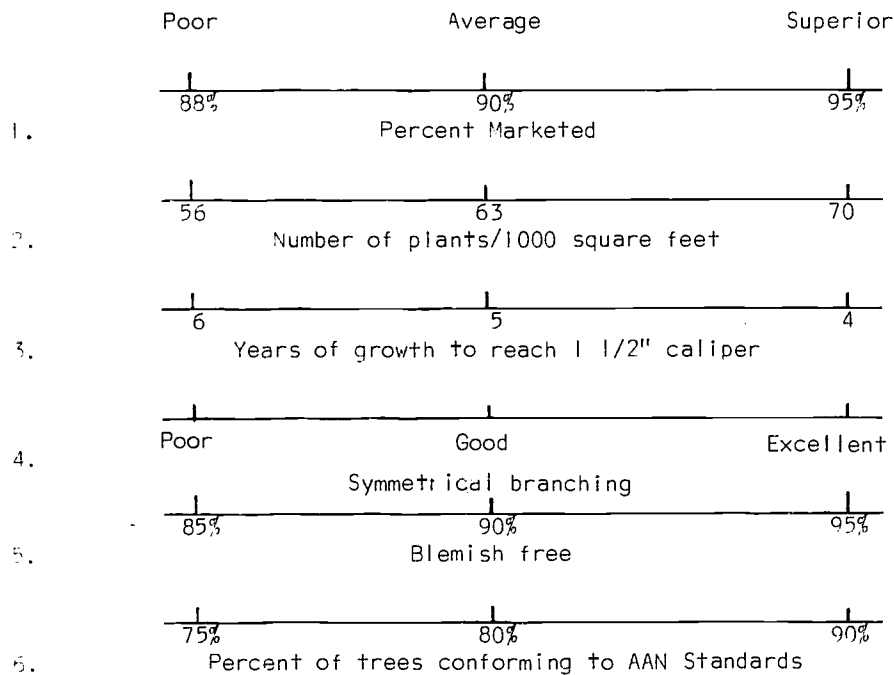 Poor Average Superior
88% 90% 95%
1. Percent Marketed
56 63 70
2. Number of plants/1000 square feet
6 5 4
3. Years of growth to reach 1 1/2" caliper
Poor Good Excellent
4. Symmetrical branching
85% 90% 95%
5. Blemish free
75% 80% 90%
6. Percent of trees conforming to AAN Standards